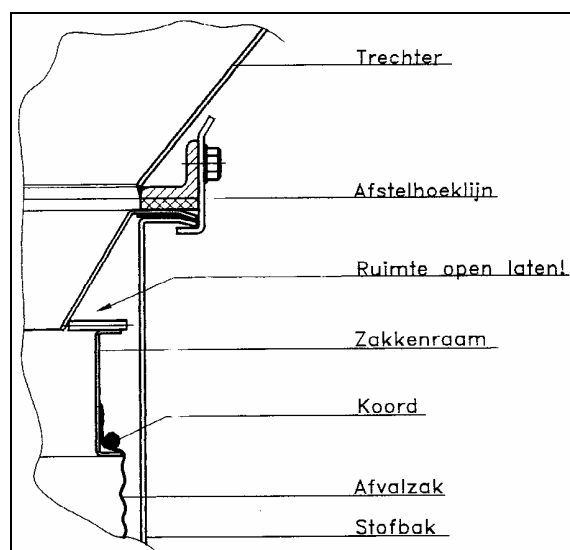 Trechter
Afstelhoeklijn
Ruimte open laten!
Zakkenraam
Koord
Afvalzak
Stofbak